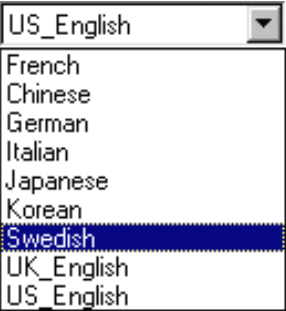 US_English
French
Chinese
German
Italian
Japanese
Korean
Swedish
UK_English
US_English